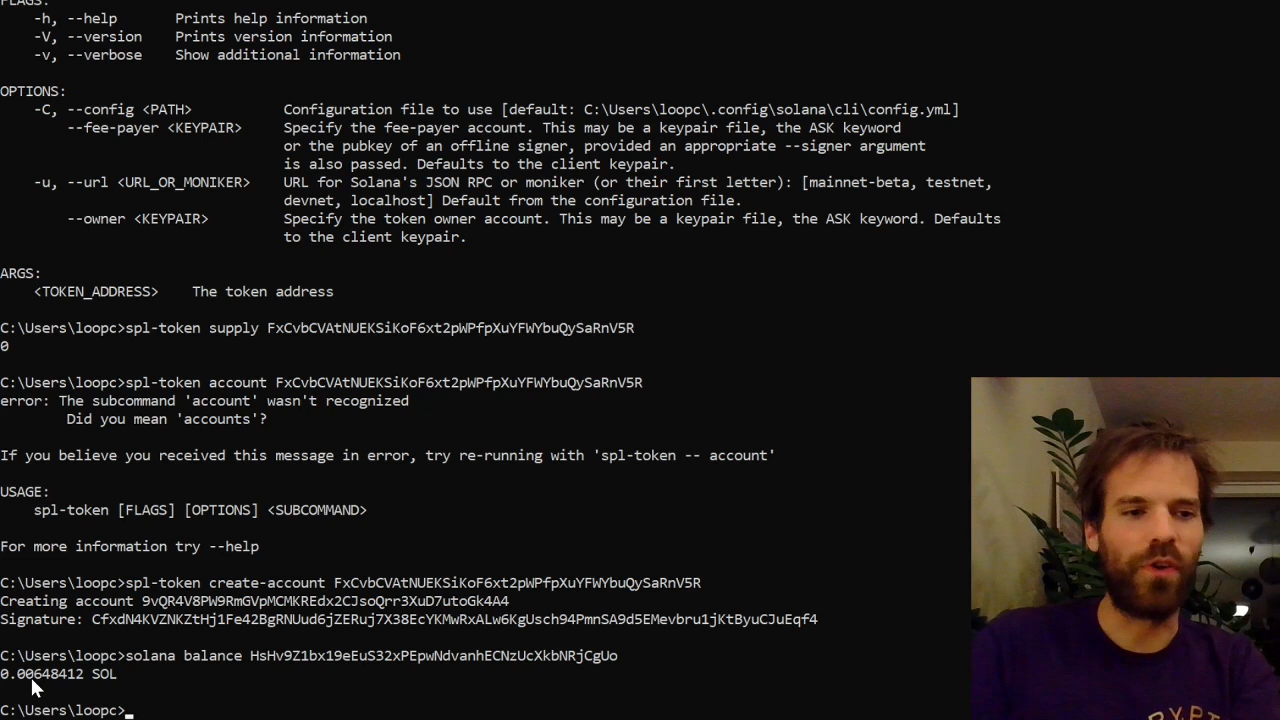 FLAGS:
-h, --help Prints help information
-V, --version Prints version information
-v, --verbose Show additional information
OPTIONS:
-C, --config <PATH> Configuration file to use [default: C:\Users\loopc\.config\solana\cli\config.yml]
--fee-payer <KEYPAIR> Specify the fee-payer account. This may be a keypair file, the ASK keyword
or the pubkey of an offline signer, provided an appropriate --signer argument
is also passed. Defaults to the client keypair.
-u, --url <URL_OR_MONIKER> URL for Solana's JSON RPC or moniker (or their first letter): [mainnet-beta, testnet,
devnet, localhost] Default from the configuration file.
--owner <KEYPAIR> Specify the token owner account. This may be a keypair file, the ASK keyword. Defaults
to the client keypair.
ARGS:
<TOKEN_ADDRESS> The token address
C:\Users\loopc>spl-token supply FxCvbCVAtNUEKSiKoF6xt2pWPfpXuYFWYbuQySaRnV5R
0
C:\Users\loopc>spl-token account FxCvbCVAtNUEKSiKoF6xt2pWPfpXuYFWYbuQySaRnV5R
error: The subcommand 'account' wasn't recognized
Did you mean 'accounts'?
If you believe you received this message in error, try re-running with 'spl-token -- account'
USAGE:
spl-token [FLAGS] [OPTIONS] <SUBCOMMAND>
For more information try --help
C:\Users\loopc>spl-token create-account FxCvbCVAtNUEKSiKoF6xt2pWPfpXuYFWYbuQySaRnV5R
Creating account 9vQR4V8PW9RmGVpMCMKREdx2CJsoQrr3XuD7utoGk4A4
Signature: CfxdN4KVZNKZtHj1Fe42BgRNUud6jZERuj7X38EcYKMwRxALw6KgUsch94PmnSA9d5EMevbru1jKtByuCJuEqf4
C:\Users\loopc>solana balance HsHv9Z1bx19eEuS32xPEpwNdvanhECNzUcXkbNRjCgUo
0.00648412 SOL
C:\Users\loopc>